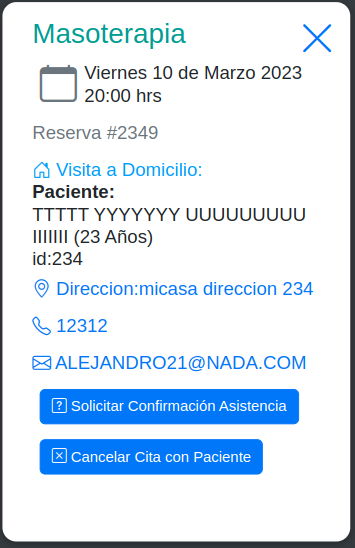 Masoterapia
Viernes 10 de Marzo 2023
20:00 hrs
Reserva #2349
Visita a Domicilio:
Paciente:
TTTTT YYYYYYY UUUUUUUUU
IIIIIII (23 Años)
id:234
Direccion:micasa direccion 234
12312
ALEJANDRO21@NADA.COM
Solicitar Confirmación Asistencia
Cancelar Cita con Paciente